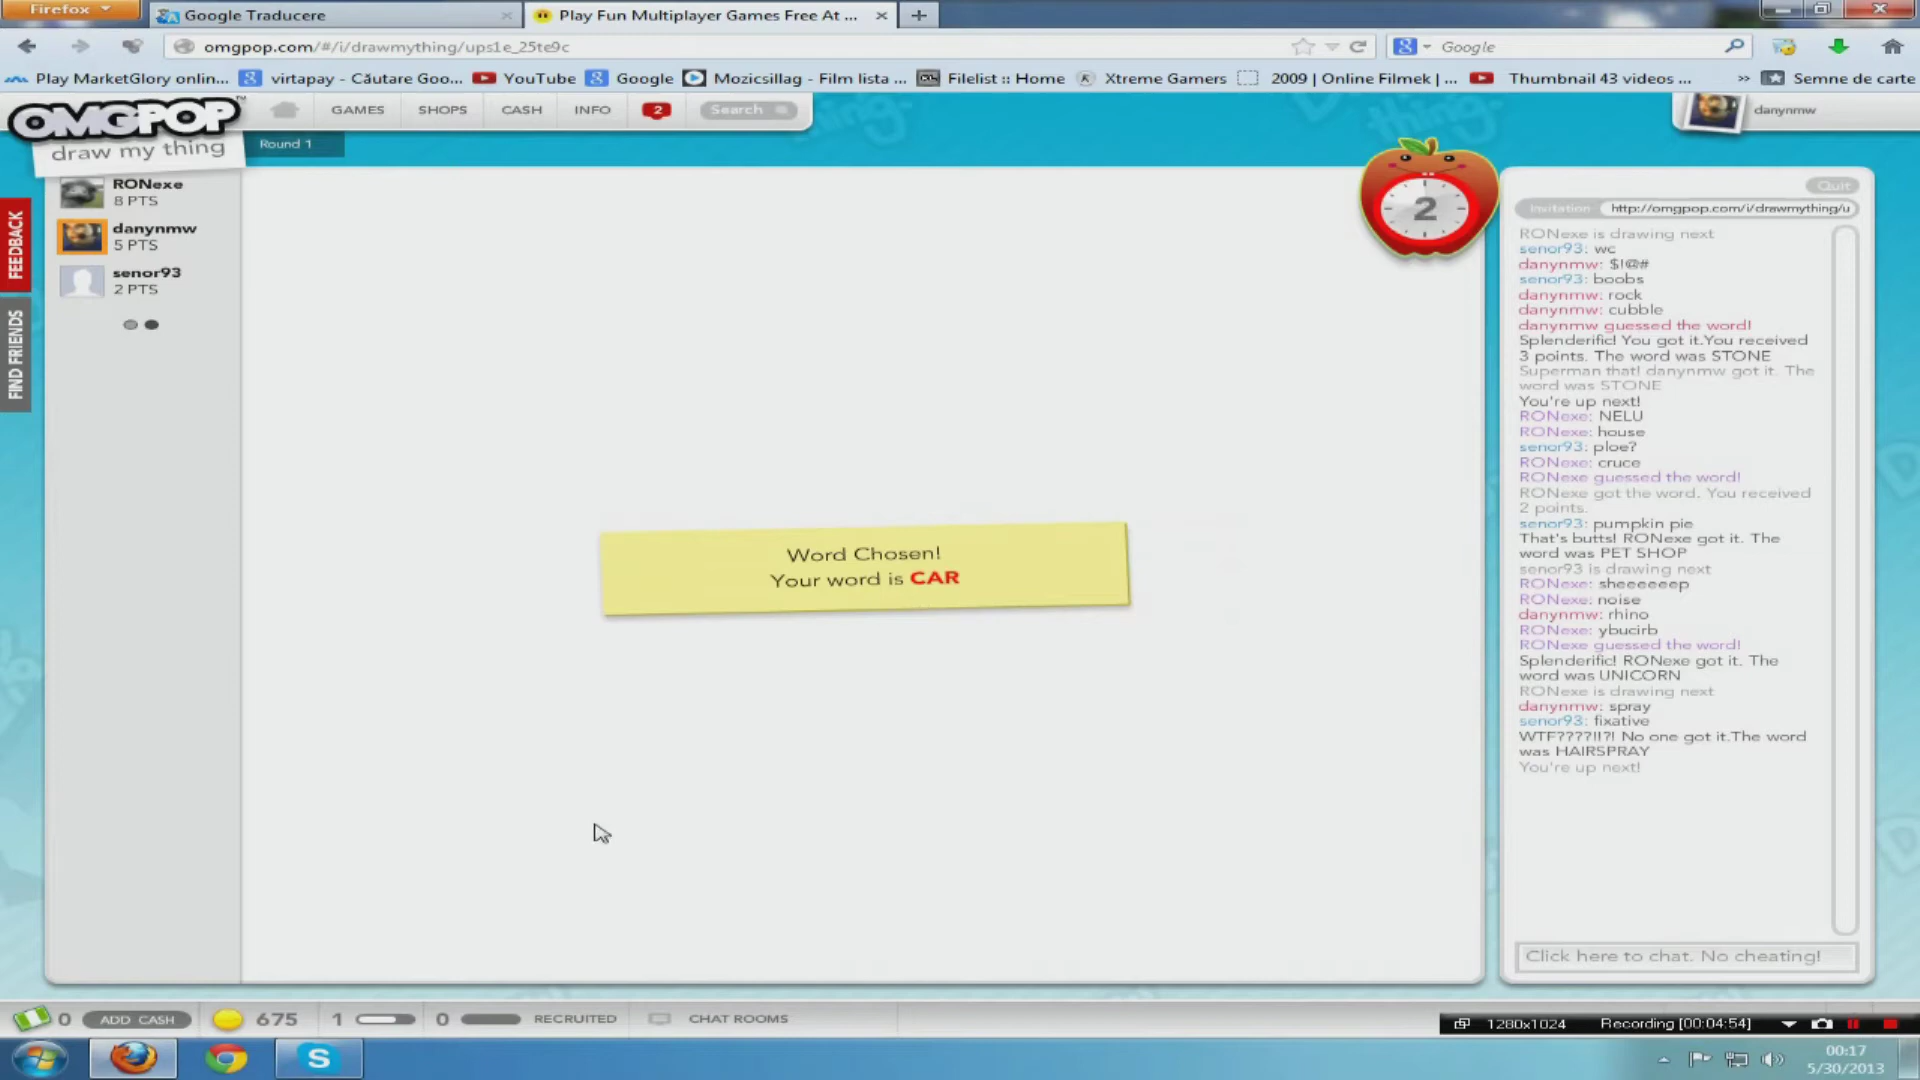 Firefox
Google Traducere
Play Fun Multiplayer Games Free At ...
omgpop.com/#/i/drawmything/ups1e_25te9c
Google
Play MarketGlory onlin...
virtapay - Căutare Goo...
YouTube
Google
Mozicsillag - Film lista ...
Filelist :: Home
Xtreme Gamers
2009 | Online Filmek | ...
Thumbnail 43 videos ...
Semne de carte
OMGPOP
GAMES
SHOPS
CASH
INFO
2
Search
danynmw
draw my thing
Round 1
FEEDBACK
FIND FRIENDS
RONexe
8 PTS
danynmw
5 PTS
senor93
2 PTS
2
Word Chosen!
Your word is CAR
Quit
Invitation http://omgpop.com/i/drawmything/u
RONexe is drawing next
senor93: wc
danynmw: $!@#
senor93: boobs
danynmw: rock
danynmw: cubble
danynmw guessed the word!
Splenderific! You got it.You received
3 points. The word was STONE
Superman that! danynmw got it. The
word was STONE
You're up next!
RONexe: NELU
RONexe: house
senor93: ploe?
RONexe: cruce
RONexe guessed the word!
RONexe got the word. You received
2 points.
senor93: pumpkin pie
That's butts! RONexe got it. The
word was PET SHOP
senor93 is drawing next
RONexe: sheeeeeep
RONexe: noise
danynmw: rhino
RONexe: ybucirb
RONexe guessed the word!
Splenderific! RONexe got it. The
word was UNICORN
RONexe is drawing next
danynmw: spray
senor93: fixative
WTF????!!?! No one got it.The word
was HAIRSPRAY
You're up next!
Click here to chat. No cheating!
0
ADD CASH
675
1
0
RECRUITED
CHAT ROOMS
1280x1024
Recording [00:04:54]
00:17
5/30/2013